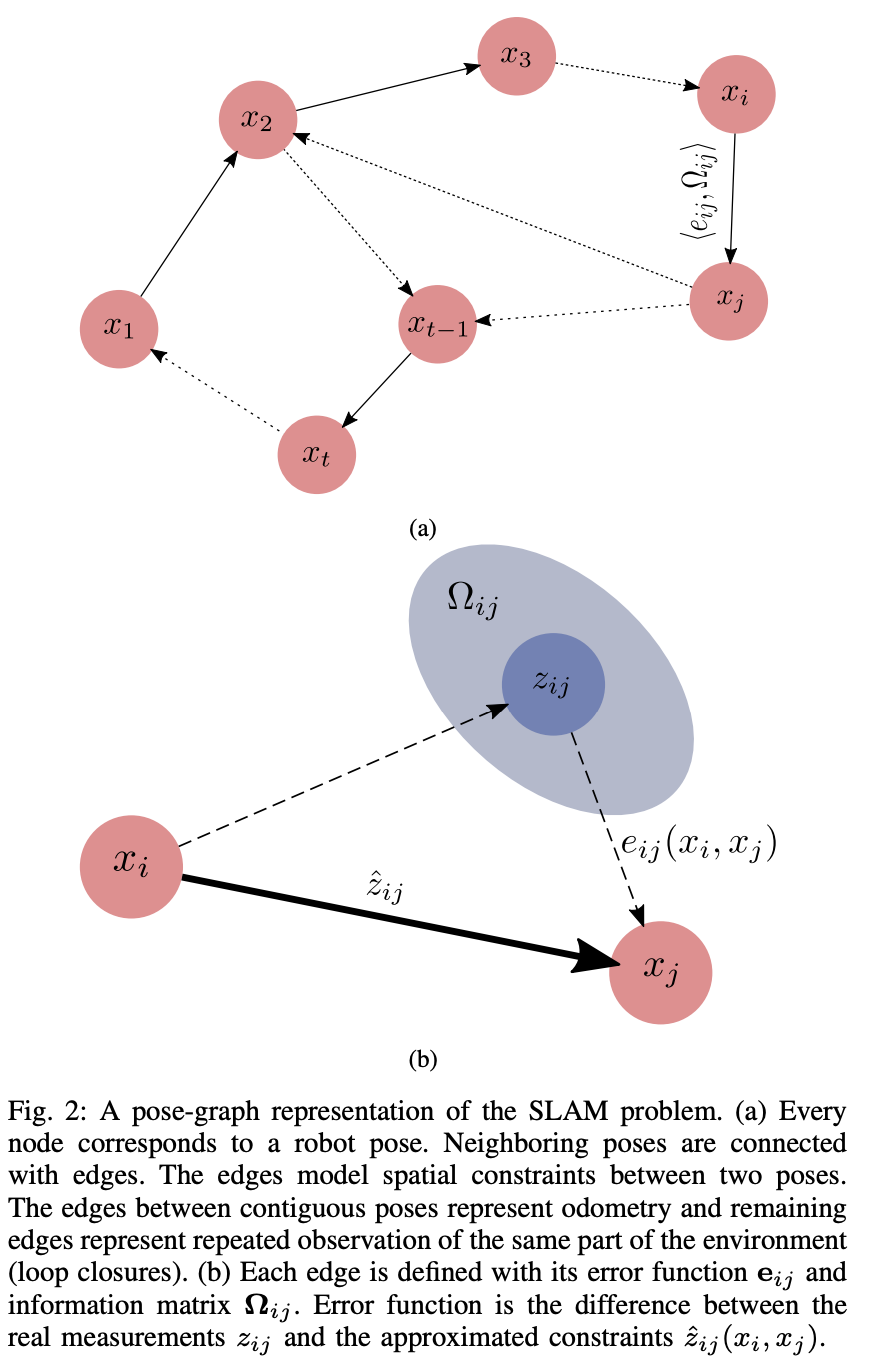 x₃
xᵢ
x₂
⟨eᵢⱼ, Ωᵢⱼ⟩
xⱼ
x₁
xₜ₋₁
xₜ
(a)
Ωᵢⱼ
zᵢⱼ
eᵢⱼ(xᵢ, xⱼ)
xᵢ
ẑᵢⱼ
xⱼ
(b)
Fig. 2: A pose-graph representation of the SLAM problem. (a) Every
node corresponds to a robot pose. Neighboring poses are connected
with edges. The edges model spatial constraints between two poses.
The edges between contiguous poses represent odometry and remaining
edges represent repeated observation of the same part of the environment
(loop closures). (b) Each edge is defined with its error function eᵢⱼ and
information matrix Ωᵢⱼ. Error function is the difference between the
real measurements zᵢⱼ and the approximated constraints ẑᵢⱼ(xᵢ, xⱼ).